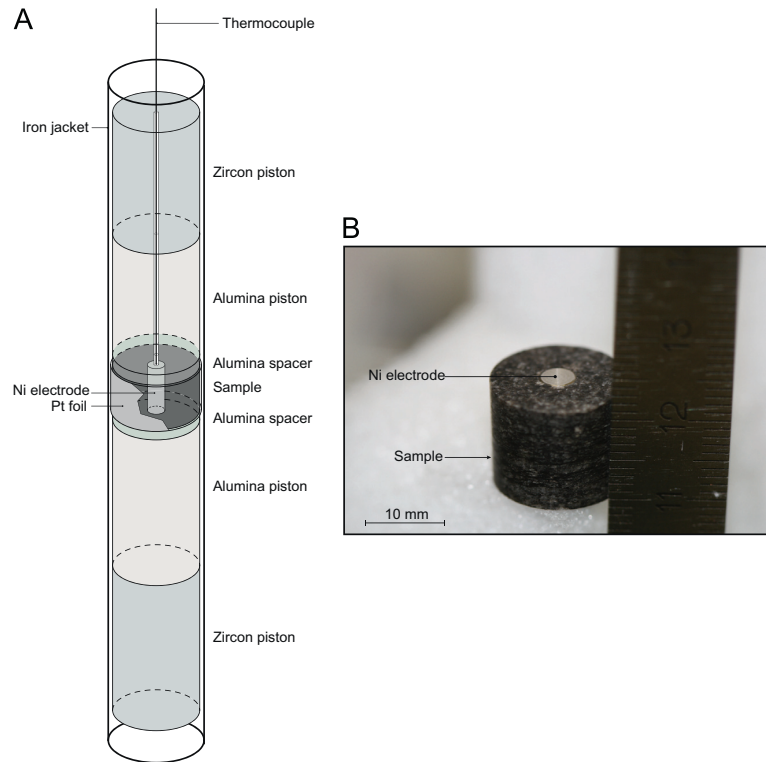 A
Thermocouple
Iron jacket
Zircon piston
Alumina piston
Alumina spacer
Ni electrode
Sample
Pt foil
Alumina spacer
Alumina piston
Zircon piston
B
Ni electrode
Sample
10 mm
13
12
11